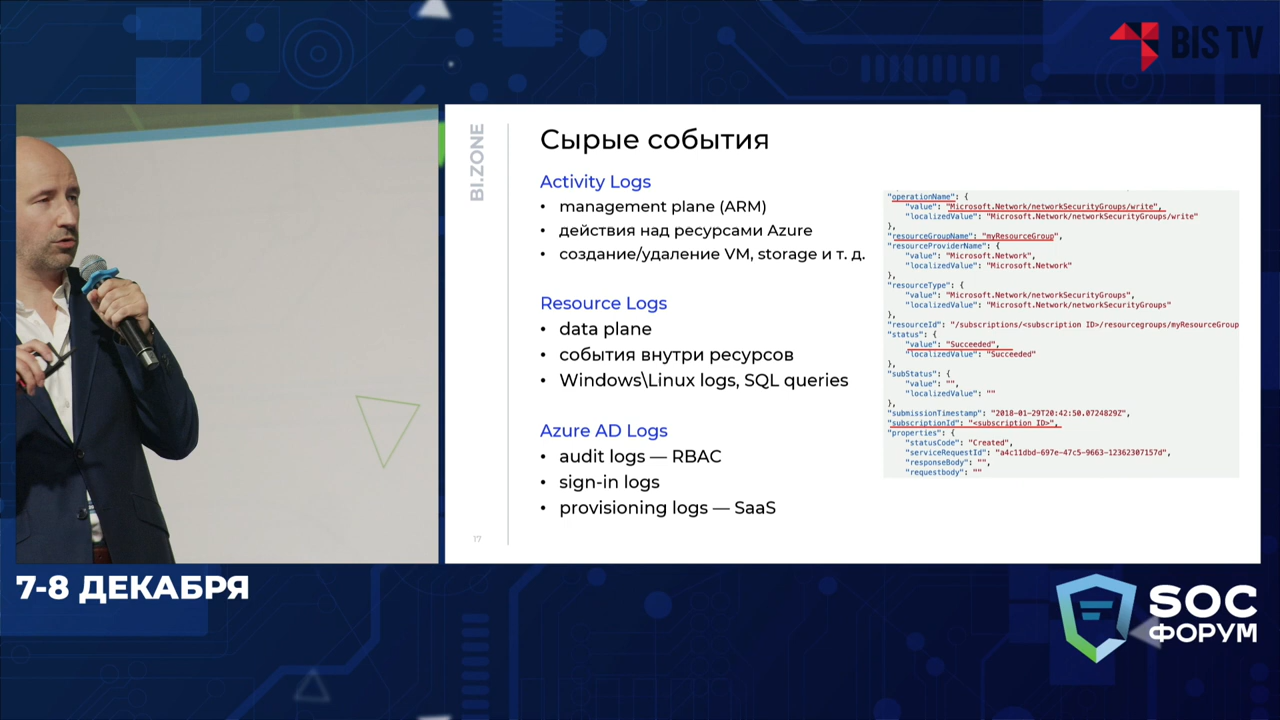 BIS TV
BI.ZONE
Сырые события
Activity Logs
• management plane (ARM)
• действия над ресурсами Azure
• создание/удаление VM, storage и т. д.
Resource Logs
• data plane
• события внутри ресурсов
• Windows\Linux logs, SQL queries
Azure AD Logs
• audit logs — RBAC
• sign-in logs
• provisioning logs — SaaS
17
"operationName": {
"value": "Microsoft.Network/networkSecurityGroups/write",
"localizedValue": "Microsoft.Network/networkSecurityGroups/write"
},
"resourceGroupName": "myResourceGroup",
"resourceProviderName": {
"value": "Microsoft.Network",
"localizedValue": "Microsoft.Network"
},
"resourceType": {
"value": "Microsoft.Network/networkSecurityGroups",
"localizedValue": "Microsoft.Network/networkSecurityGroups"
},
"resourceId": "/subscriptions/<subscription ID>/resourcegroups/myResourceGroup
"status": {
"value": "Succeeded",
"localizedValue": "Succeeded"
},
"subStatus": {
"value": "",
"localizedValue": ""
},
"submissionTimestamp": "2018-01-29T20:42:50.0724829Z",
"subscriptionId": "<subscription ID>",
"properties": {
"statusCode": "Created",
"serviceRequestId": "a4c11dbd-697e-47c5-9663-12362307157d",
"responseBody": "",
"requestbody": ""
7-8 ДЕКАБРЯ
SOC
ФОРУМ